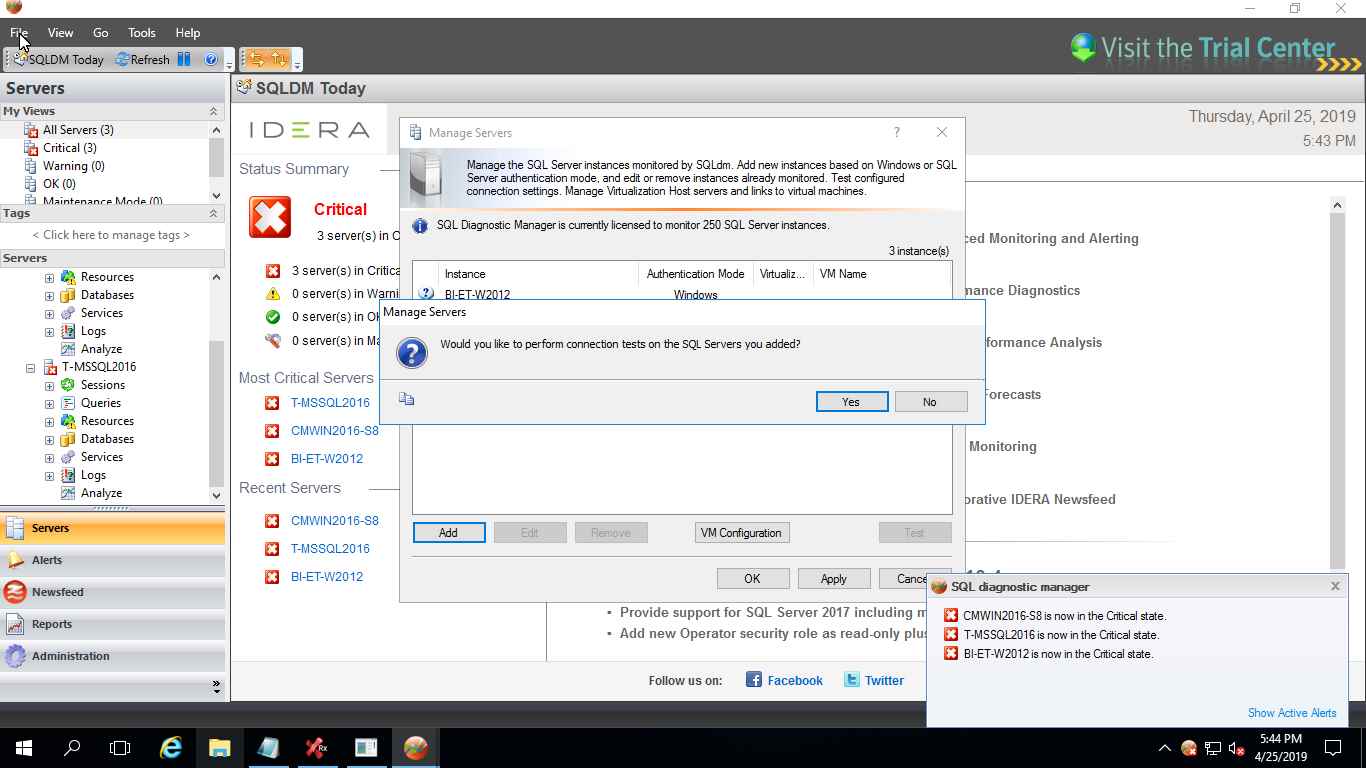 File View Go Tools Help
SQLDM Today Refresh
Visit the Trial Center
Servers
My Views
All Servers (3)
Critical (3)
Warning (0)
OK (0)
Maintenance Mode (0)
Tags
< Click here to manage tags >
Servers
Resources
Databases
Services
Logs
Analyze
T-MSSQL2016
Sessions
Queries
Resources
Databases
Services
Logs
Analyze
Servers
Alerts
Newsfeed
Reports
Administration
SQLDM Today
IDERA
Thursday, April 25, 2019
5:43 PM
Status Summary
Critical
3 server(s) in C
3 server(s) in Critica
0 server(s) in Warni
0 server(s) in OK
0 server(s) in Ma
Most Critical Servers
T-MSSQL2016
CMWIN2016-S8
BI-ET-W2012
Recent Servers
CMWIN2016-S8
T-MSSQL2016
BI-ET-W2012
Manage Servers ?
Manage the SQL Server instances monitored by SQLdm. Add new instances based on Windows or SQL
Server authentication mode, and edit or remove instances already monitored. Test configured
connection settings. Manage Virtualization Host servers and links to virtual machines.
SQL Diagnostic Manager is currently licensed to monitor 250 SQL Server instances.
3 instance(s)
Instance Authentication Mode Virtualiz... VM Name
BI-ET-W2012 Windows
Manage Servers
Would you like to perform connection tests on the SQL Servers you added?
Yes No
Add Edit Remove VM Configuration Test
OK Apply Cance
ced Monitoring and Alerting
mance Diagnostics
formance Analysis
Forecasts
Monitoring
orative IDERA Newsfeed
• Provide support for SQL Server 2017 including m
• Add new Operator security role as read-only plu
Follow us on: Facebook Twitter
SQL diagnostic manager
CMWIN2016-S8 is now in the Critical state.
T-MSSQL2016 is now in the Critical state.
BI-ET-W2012 is now in the Critical state.
Show Active Alerts
Rx
5:44 PM
4/25/2019